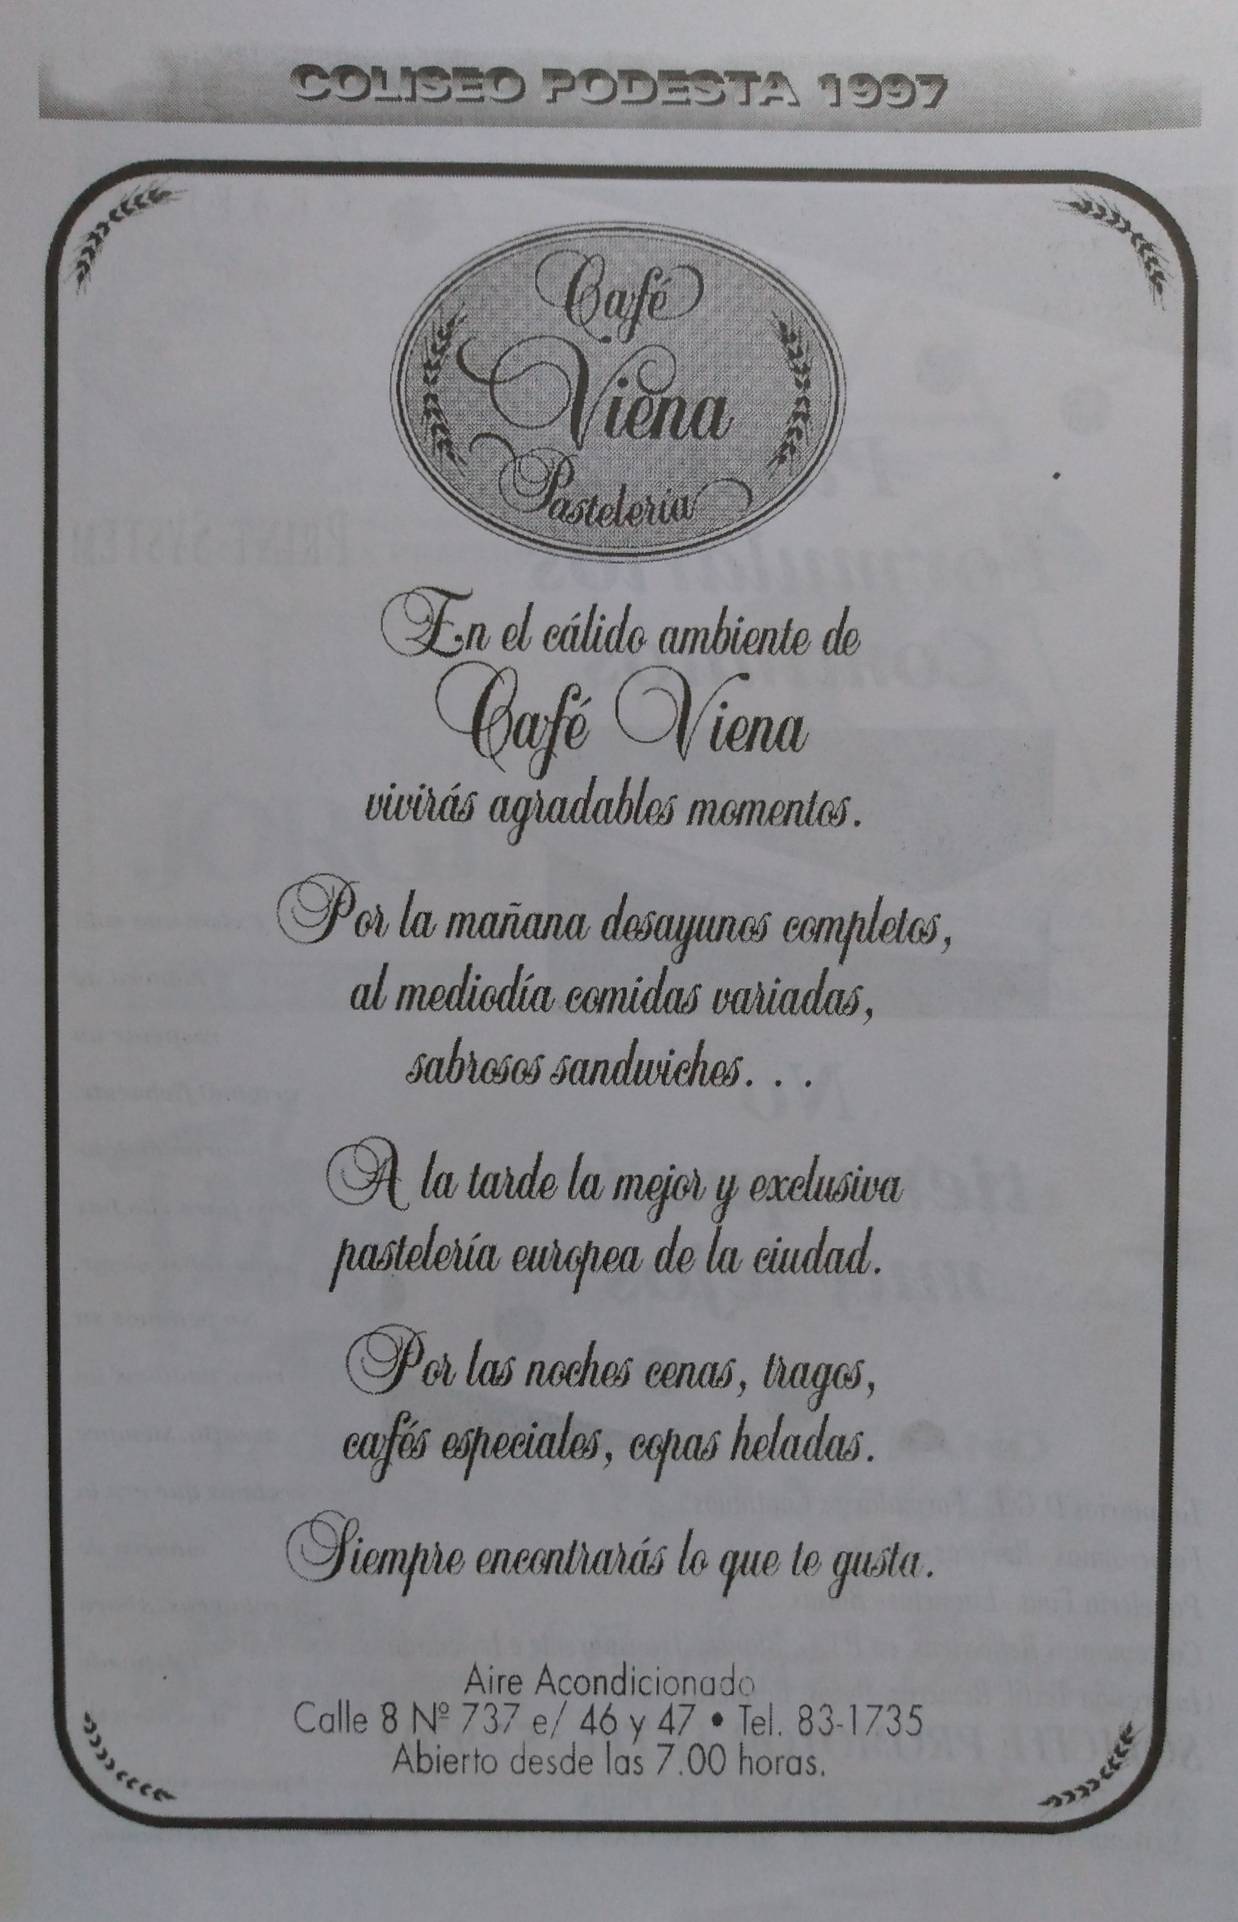 COLISEO PODESTA 1997
Café
Viena
Pastelería
En el cálido ambiente de
Café Viena
vivirás agradables momentos.
Por la mañana desayunos completos,
al mediodía comidas variadas,
sabrosos sandwiches. . .
A la tarde la mejor y exclusiva
pastelería europea de la ciudad.
Por las noches cenas, tragos,
cafés especiales, copas heladas.
Siempre encontrarás lo que te gusta.
Aire Acondicionado
Calle 8 Nº 737 e/ 46 y 47 • Tel. 83-1735
Abierto desde las 7.00 horas.